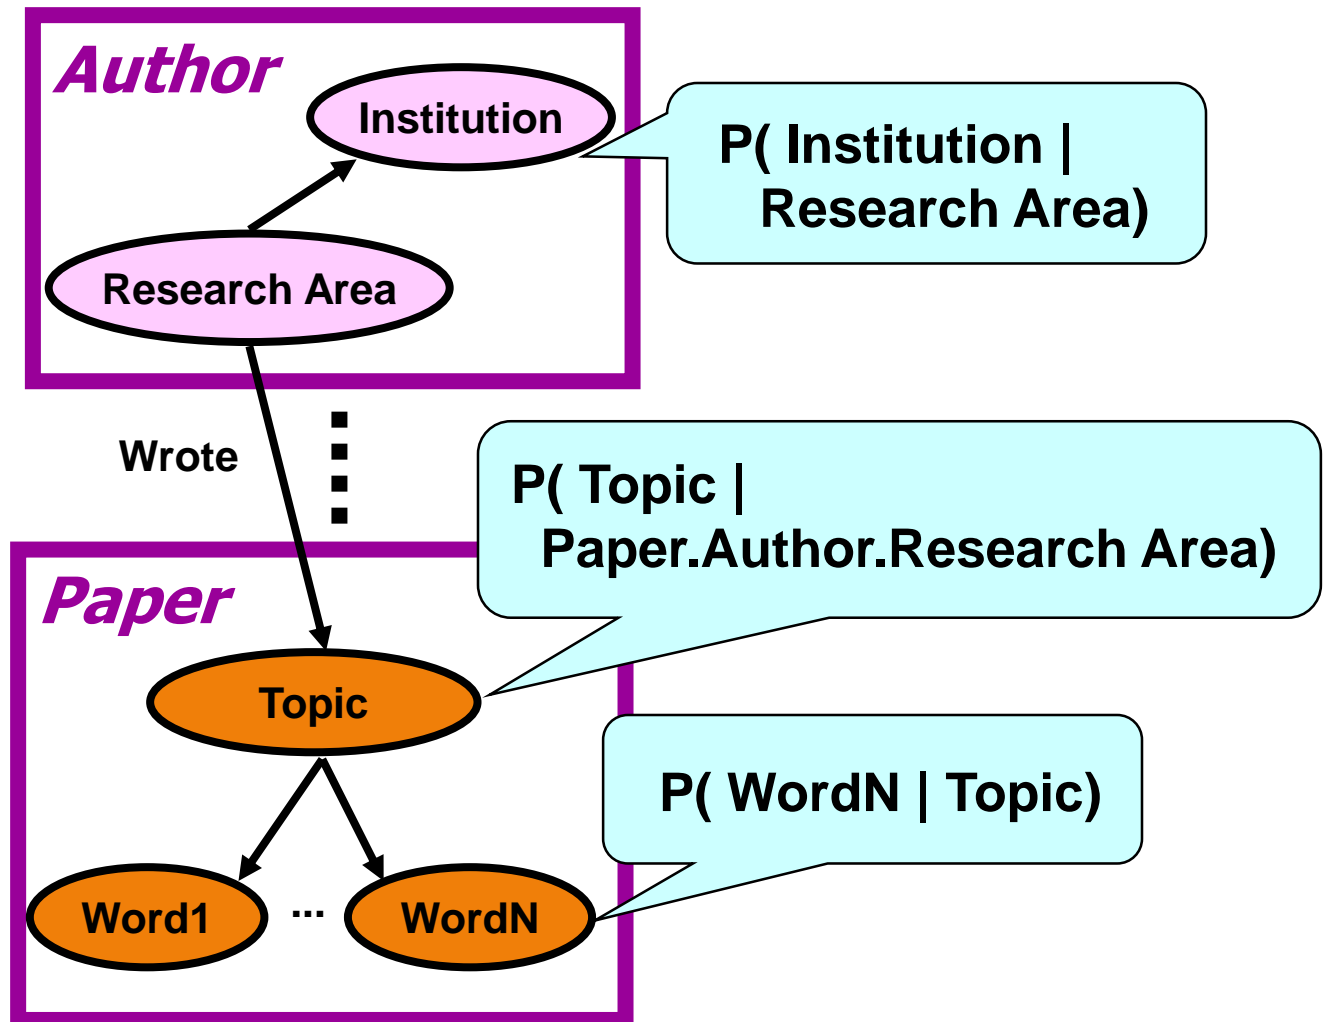 Author
Institution
P( Institution |
Research Area)
Research Area
Wrote
P( Topic |
Paper.Author.Research Area)
Paper
Topic
P( WordN | Topic)
Word1
...
WordN